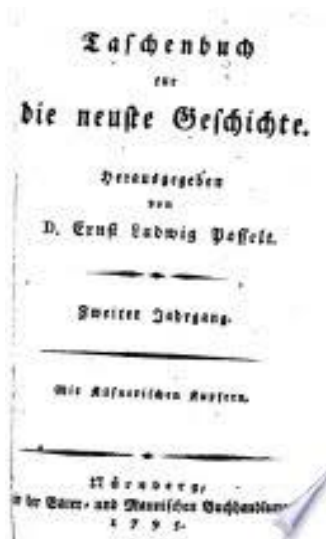 Taſchenbuch
für
die neuſte Geſchichte.
Herausgegeben
von
D. Ernſt Ludwig Poſſelt.
Zweiter Jahrgang.
Mit Küfneriſchen Kupfern.
Nürnberg,
in der Bauer- und Manniſchen Buchhandlung
1795.